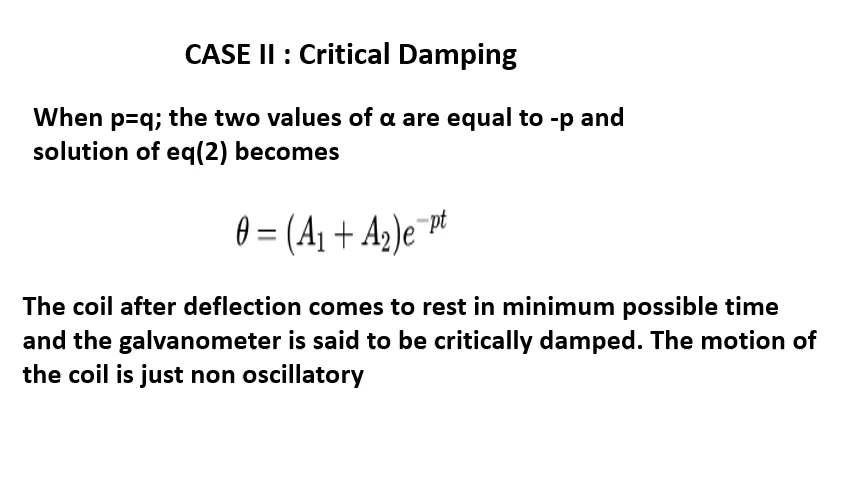 CASE II : Critical Damping
When p=q; the two values of α are equal to -p and
solution of eq(2) becomes
θ = (A₁ + A₂)e⁻ᵖᵗ
The coil after deflection comes to rest in minimum possible time
and the galvanometer is said to be critically damped. The motion of
the coil is just non oscillatory